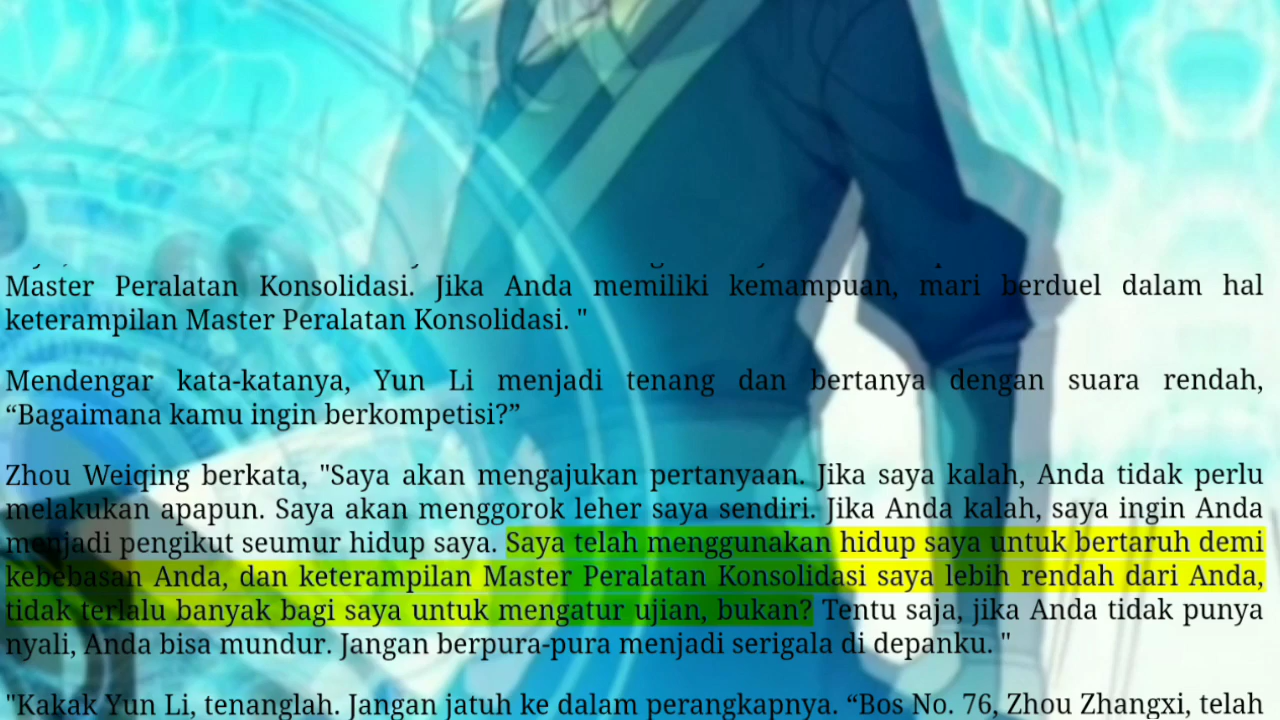 Master Peralatan Konsolidasi. Jika Anda memiliki kemampuan, mari berduel dalam hal
keterampilan Master Peralatan Konsolidasi. "
Mendengar kata-katanya, Yun Li menjadi tenang dan bertanya dengan suara rendah,
“Bagaimana kamu ingin berkompetisi?”
Zhou Weiqing berkata, "Saya akan mengajukan pertanyaan. Jika saya kalah, Anda tidak perlu
melakukan apapun. Saya akan menggorok leher saya sendiri. Jika Anda kalah, saya ingin Anda
menjadi pengikut seumur hidup saya. Saya telah menggunakan hidup saya untuk bertaruh demi
kebebasan Anda, dan keterampilan Master Peralatan Konsolidasi saya lebih rendah dari Anda,
tidak terlalu banyak bagi saya untuk mengatur ujian, bukan? Tentu saja, jika Anda tidak punya
nyali, Anda bisa mundur. Jangan berpura-pura menjadi serigala di depanku. "
"Kakak Yun Li, tenanglah. Jangan jatuh ke dalam perangkapnya. “Bos No. 76, Zhou Zhangxi, telah